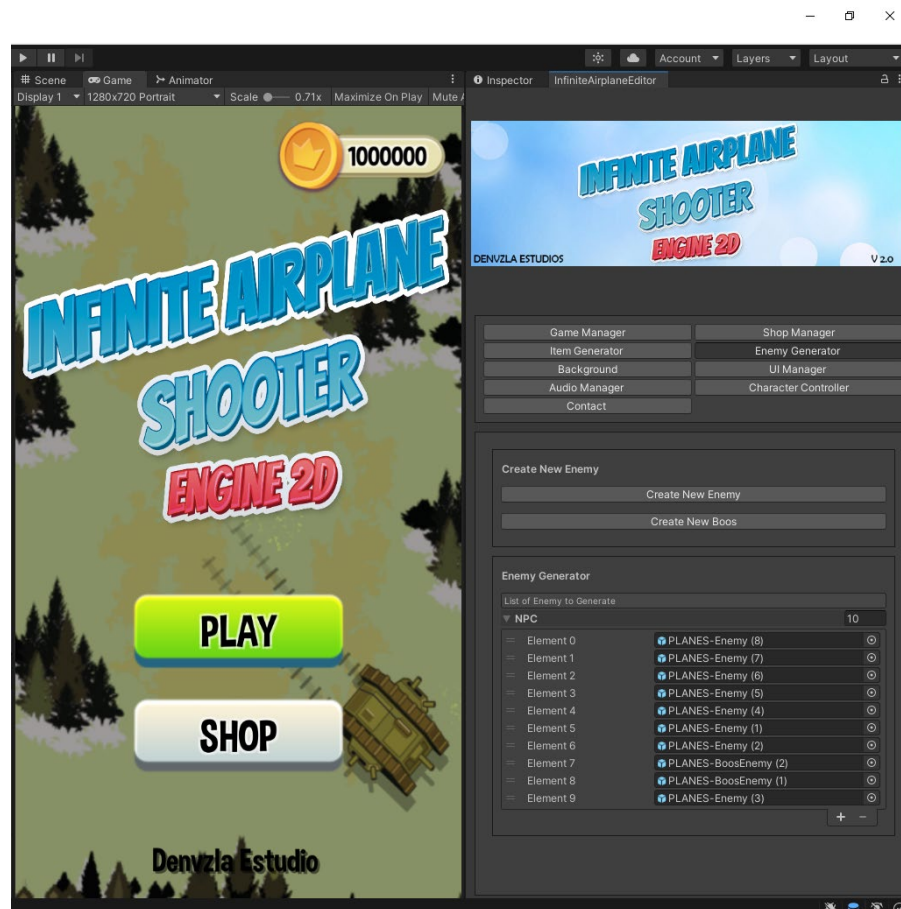 Account Layers Layout
Scene Game Animator
Display 1 1280x720 Portrait Scale 0.71x Maximize On Play Mute
1000000
INFINITE AIRPLANE
SHOOTER
ENGINE 2D
PLAY
SHOP
Denvzla Estudio
Inspector InfiniteAirplaneEditor
INFINITE AIRPLANE
SHOOTER
ENGINE 2D
DENVZLA ESTUDIOS V 2.0
Game Manager Shop Manager
Item Generator Enemy Generator
Background UI Manager
Audio Manager Character Controller
Contact
Create New Enemy
Create New Enemy
Create New Boos
Enemy Generator
List of Enemy to Generate
NPC 10
Element 0 PLANES-Enemy (8)
Element 1 PLANES-Enemy (7)
Element 2 PLANES-Enemy (6)
Element 3 PLANES-Enemy (5)
Element 4 PLANES-Enemy (4)
Element 5 PLANES-Enemy (1)
Element 6 PLANES-Enemy (2)
Element 7 PLANES-BoosEnemy (2)
Element 8 PLANES-BoosEnemy (1)
Element 9 PLANES-Enemy (3)